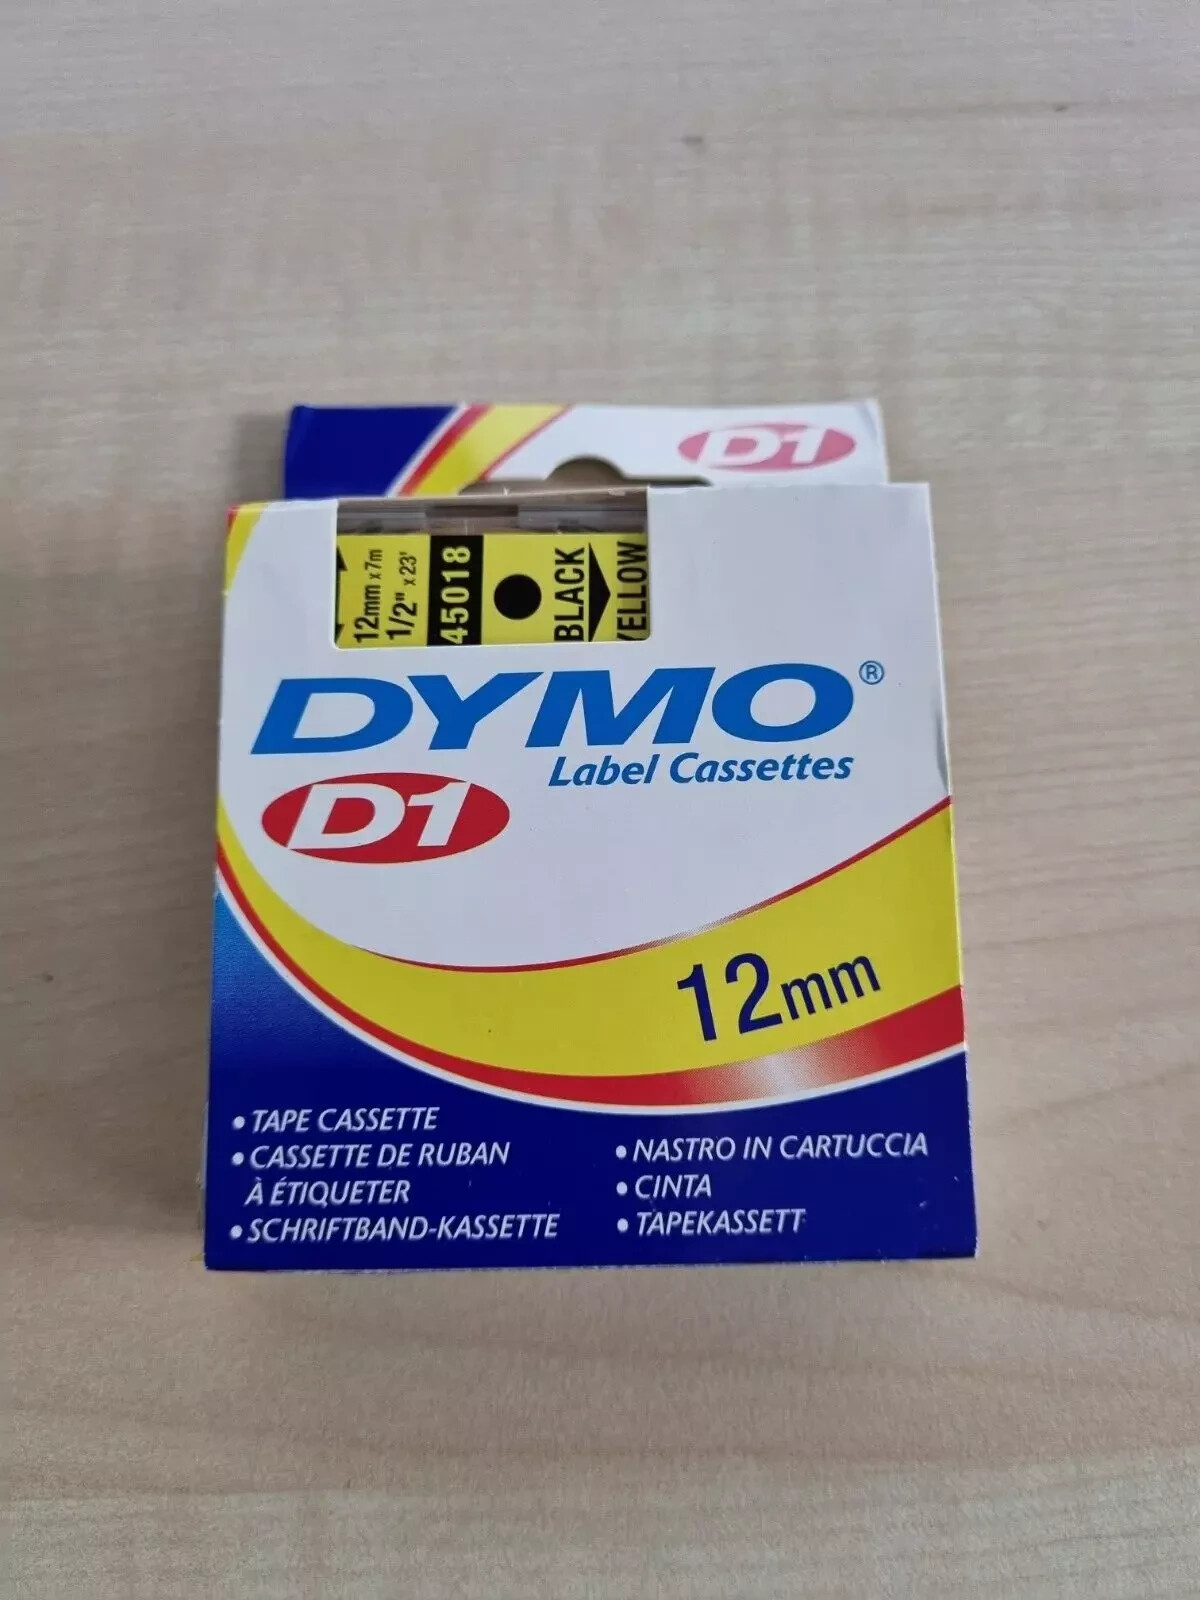 D1
12mm x 7m
1/2" x 23'
45018
BLACK
YELLOW
DYMO®
Label Cassettes
D1
12mm
• TAPE CASSETTE
• CASSETTE DE RUBAN
À ÉTIQUETER
• SCHRIFTBAND-KASSETTE
• NASTRO IN CARTUCCIA
• CINTA
• TAPEKASSETT